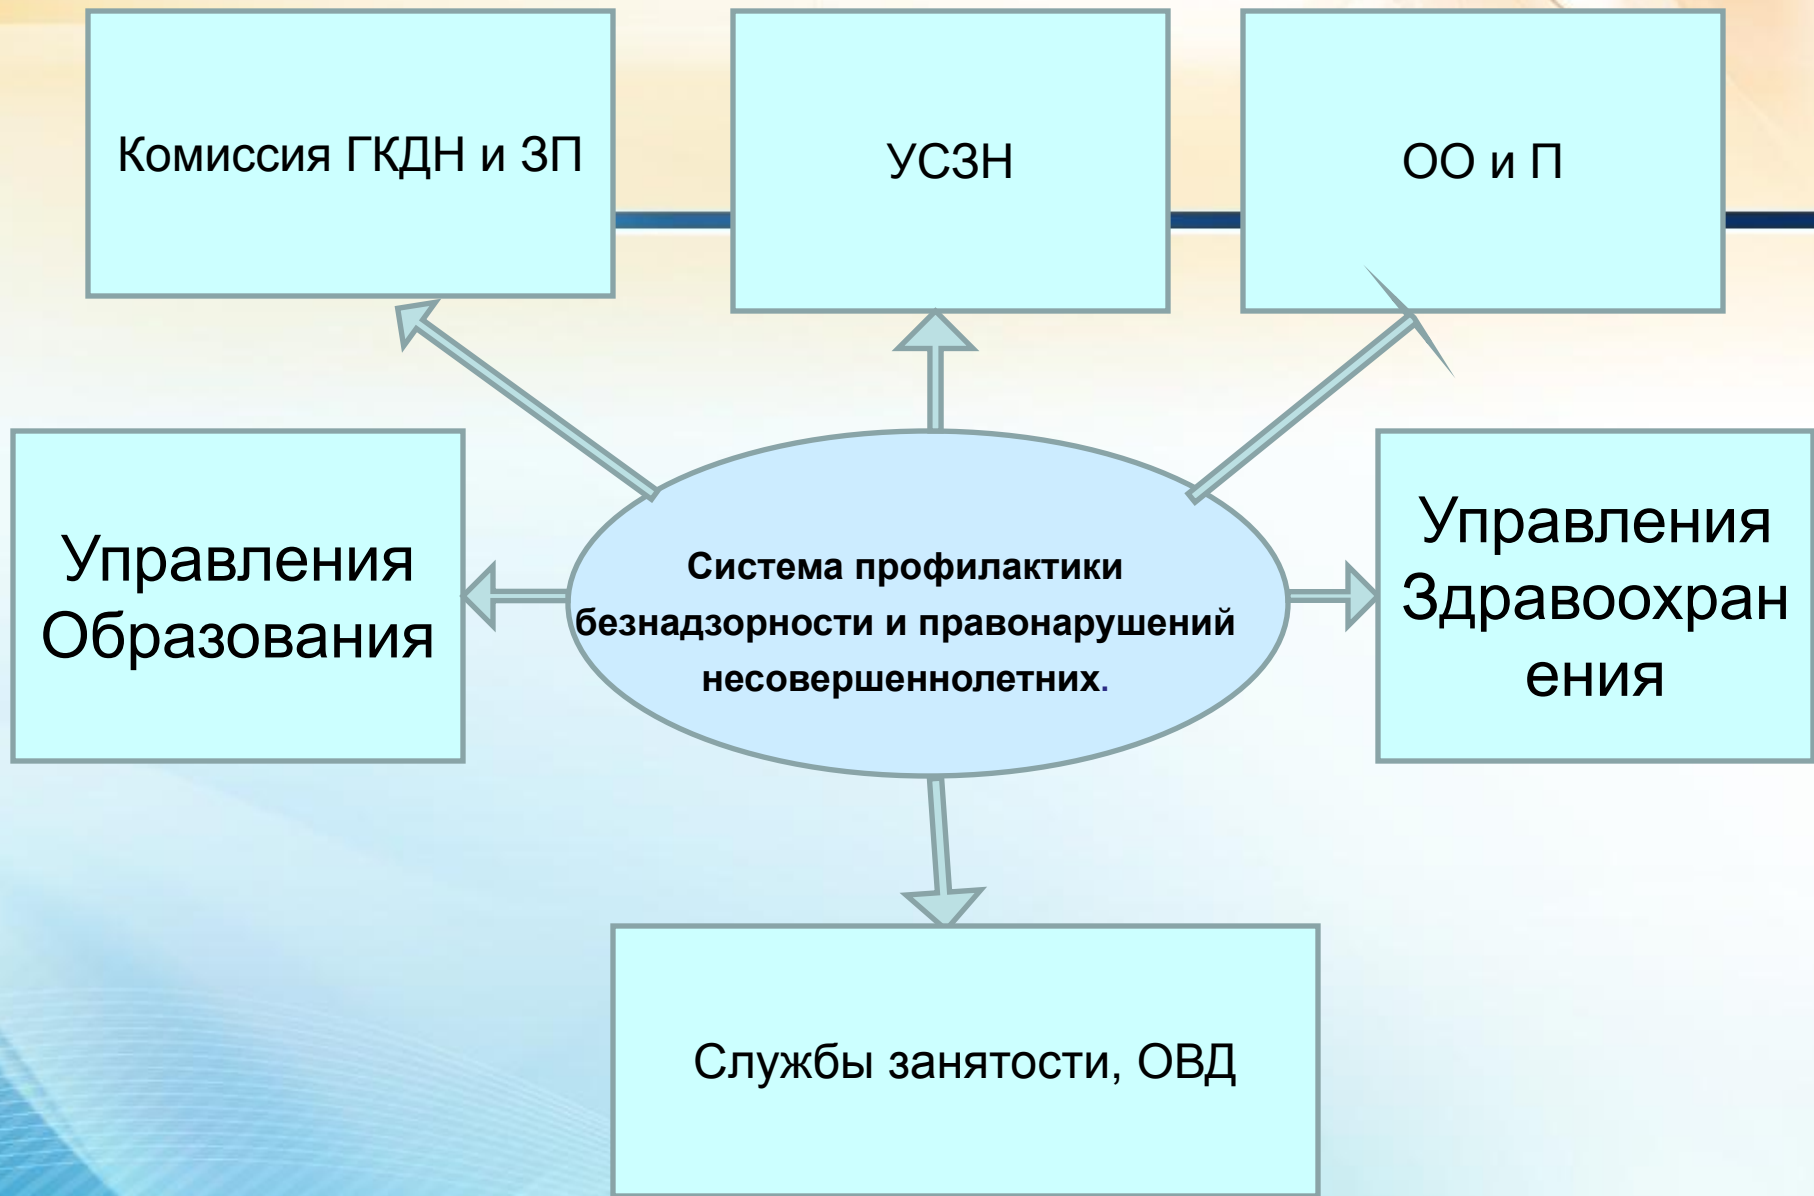 Комиссия ГКДН и ЗП
УСЗН
ОО и П
Управления
Образования
Система профилактики
безнадзорности и правонарушений
несовершеннолетних.
Управления
Здравоохран
ения
Службы занятости, ОВД